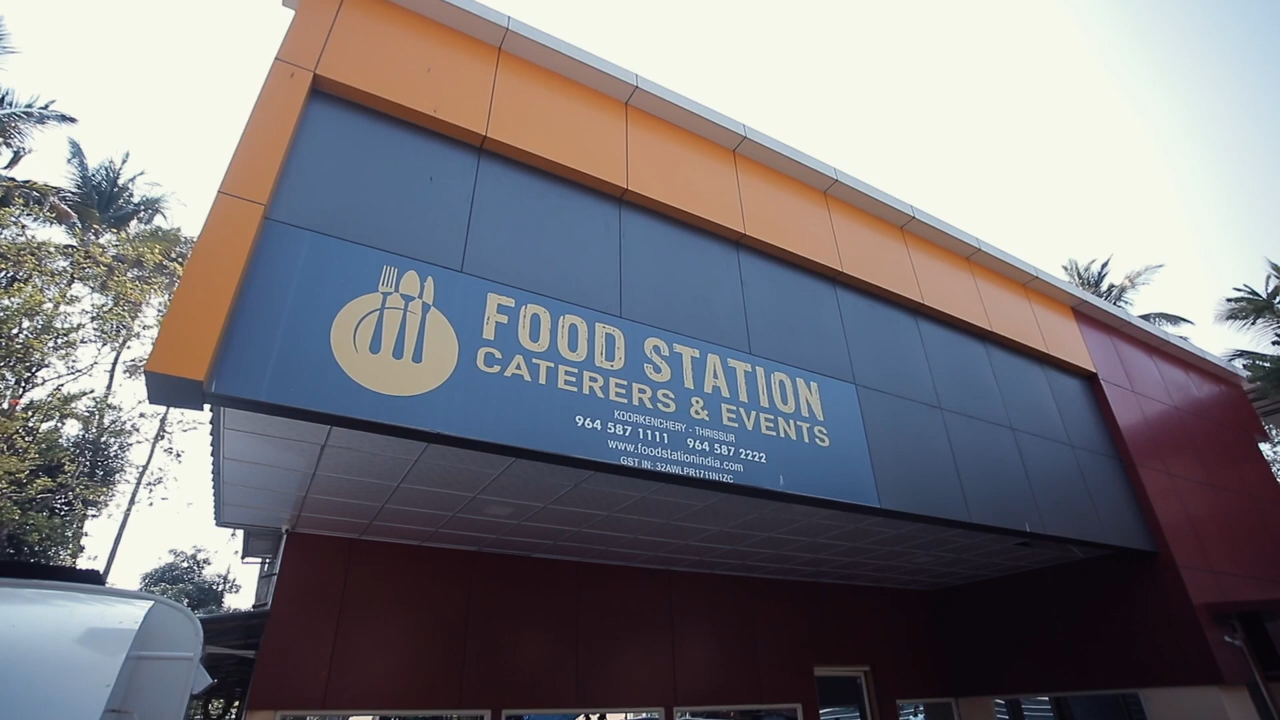 FOOD STATION
CATERERS & EVENTS
KOORKENCHERY - THRISSUR
964 587 1111 964 587 2222
www.foodstationindia.com
GST IN: 32AWLPR1711N1ZC